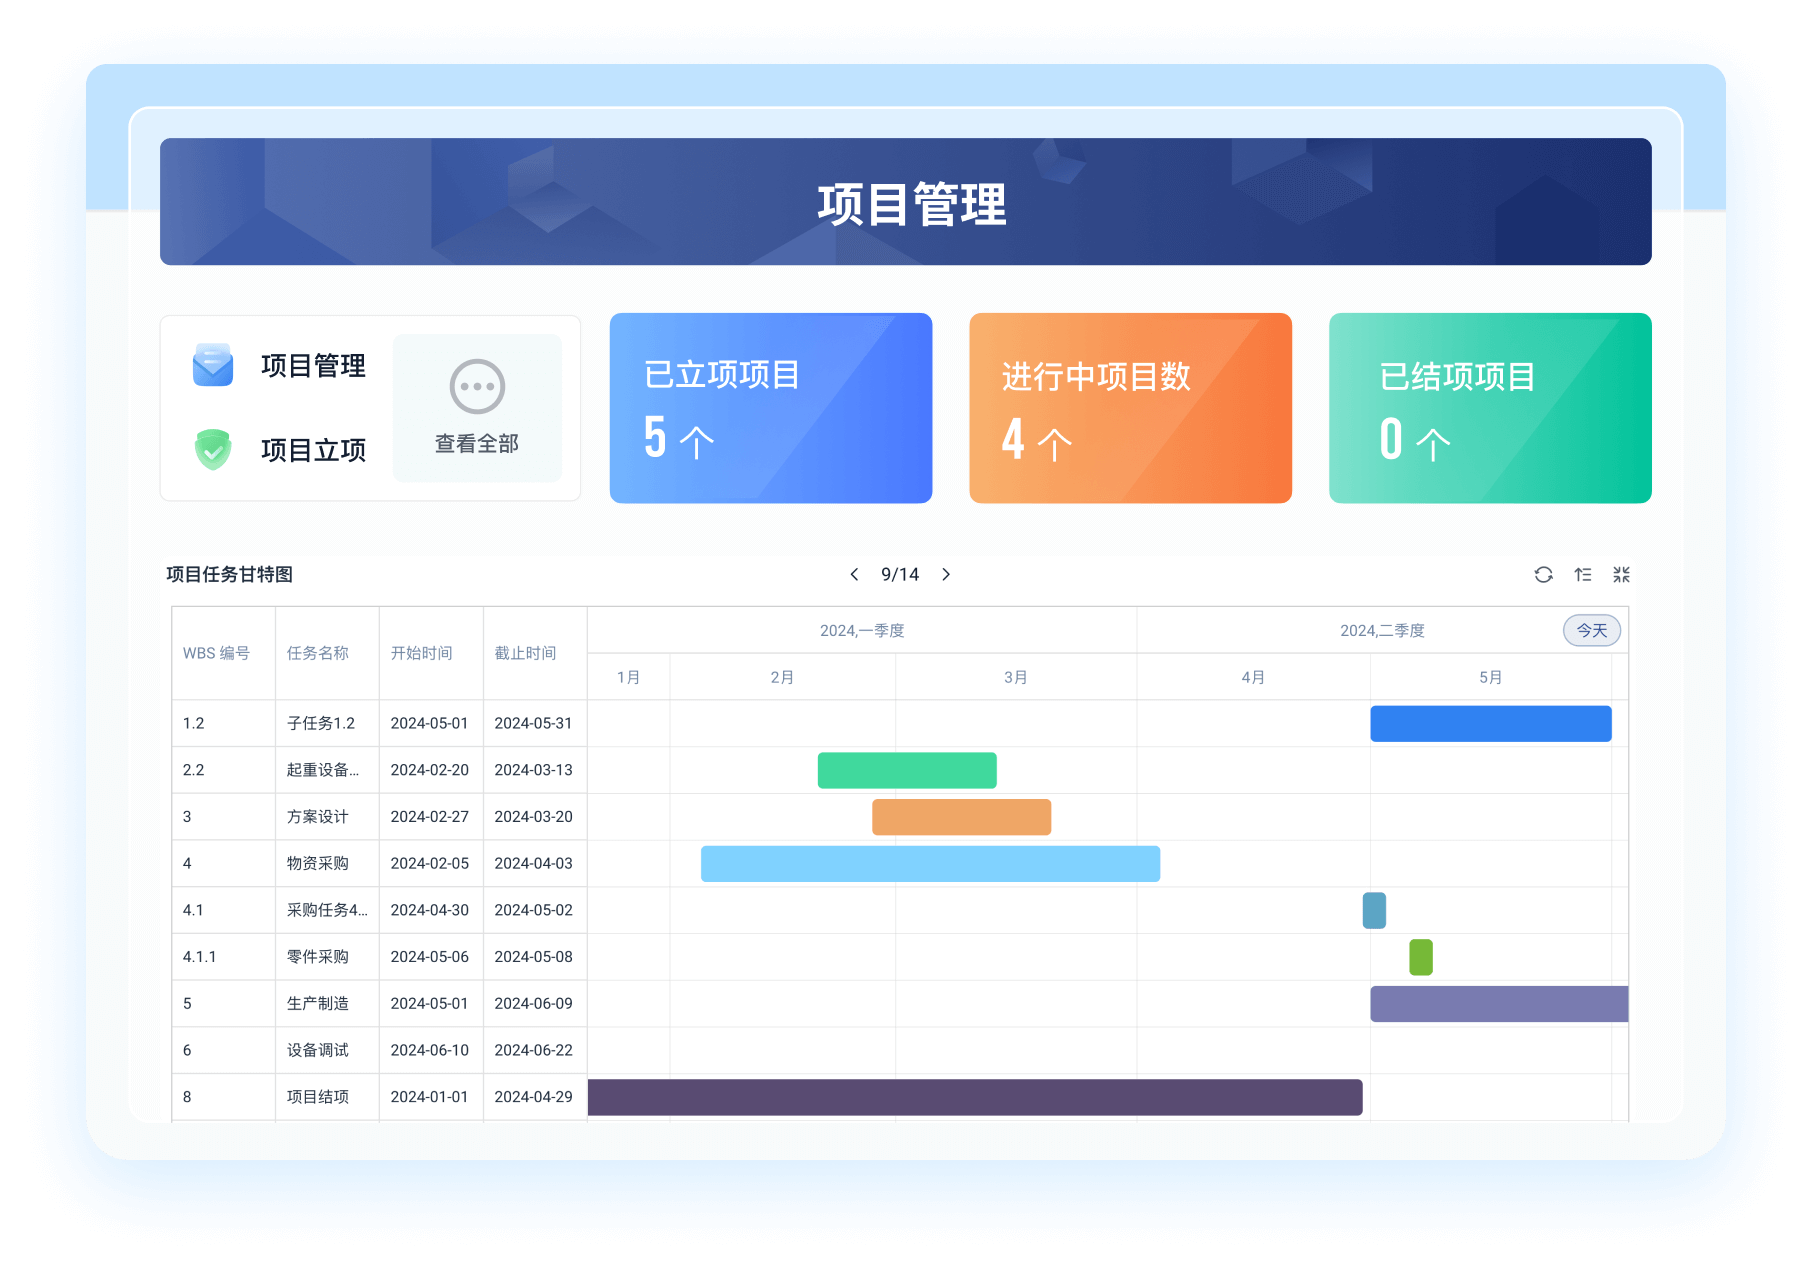 项目管理
项目管理
项目立项
查看全部
已立项项目
5 个
进行中项目数
4 个
已结项项目
0 个
项目任务甘特图
9/14
WBS 编号 任务名称 开始时间 截止时间 2024,一季度 2024,二季度 今天
1月 2月 3月 4月 5月
1.2 子任务1.2 2024-05-01 2024-05-31
2.2 起重设备... 2024-02-20 2024-03-13
3 方案设计 2024-02-27 2024-03-20
4 物资采购 2024-02-05 2024-04-03
4.1 采购任务4... 2024-04-30 2024-05-02
4.1.1 零件采购 2024-05-06 2024-05-08
5 生产制造 2024-05-01 2024-06-09
6 设备调试 2024-06-10 2024-06-22
8 项目结项 2024-01-01 2024-04-29